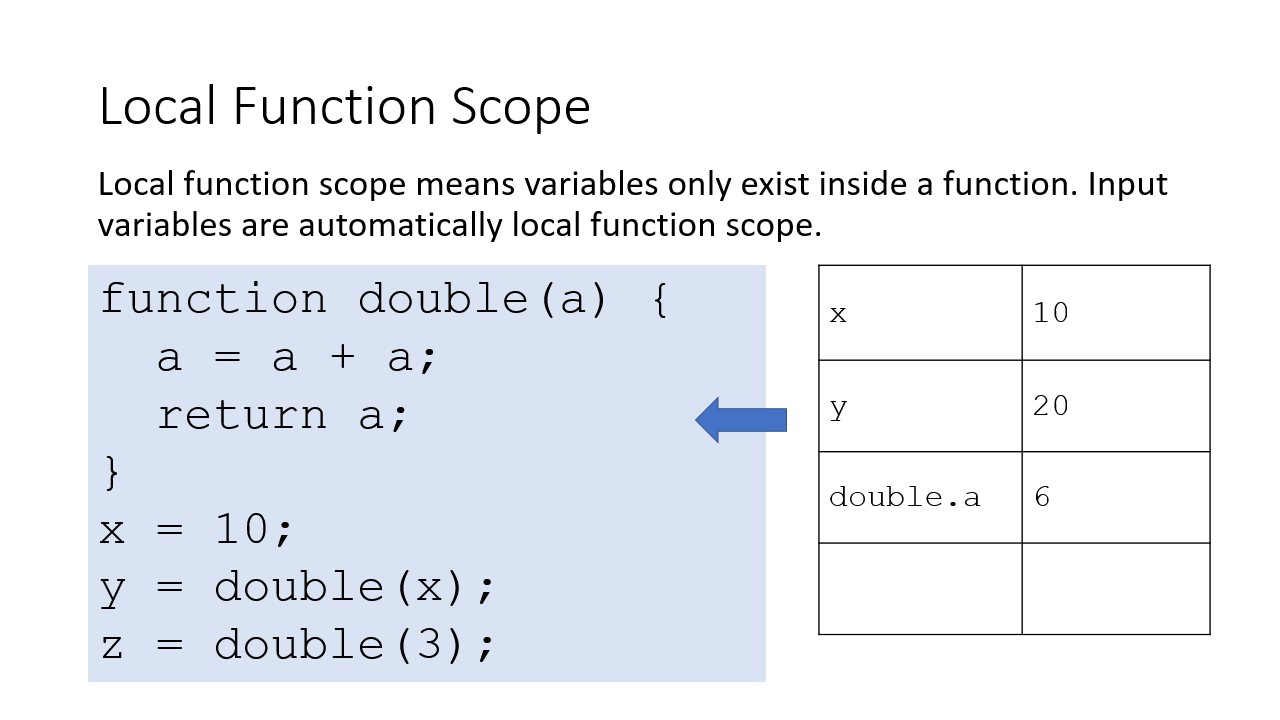 Local Function Scope
Local function scope means variables only exist inside a function. Input
variables are automatically local function scope.
function double(a) {
  a = a + a;
  return a;
}
x = 10;
y = double(x);
z = double(3);
x 10
y 20
double.a 6